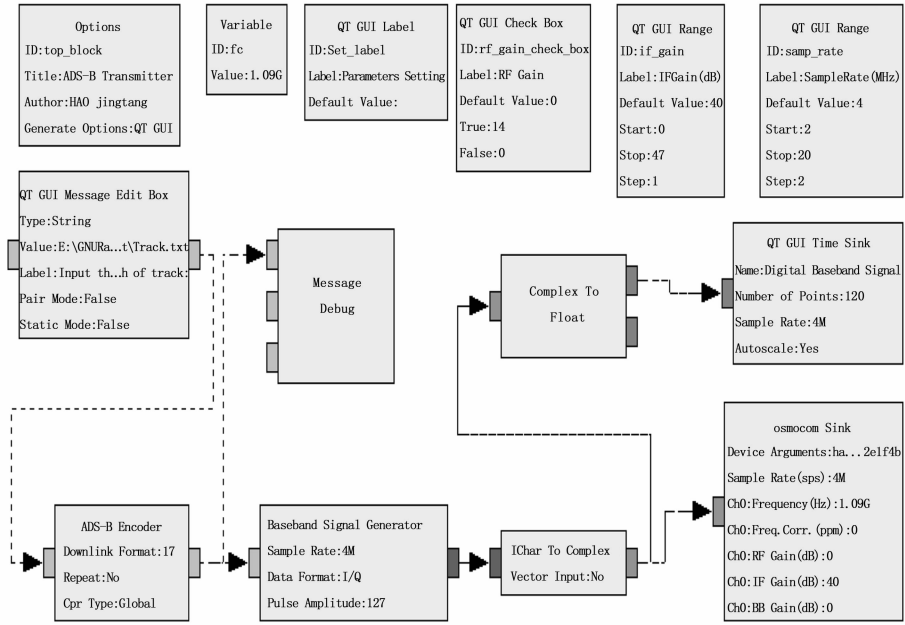 Options
ID:top_block
Title:ADS-B Transmitter
Author:HAO jingtang
Generate Options:QT GUI
Variable
ID:fc
Value:1.09G
QT GUI Label
ID:Set_label
Label:Parameters Setting
Default Value:
QT GUI Check Box
ID:rf_gain_check_box
Label:RF Gain
Default Value:0
True:14
False:0
QT GUI Range
ID:if_gain
Label:IFGain(dB)
Default Value:40
Start:0
Stop:47
Step:1
QT GUI Range
ID:samp_rate
Label:SampleRate(MHz)
Default Value:4
Start:2
Stop:20
Step:2
QT GUI Message Edit Box
Type:String
Value:E:\GNURa...t\Track.txt
Label:Input th...h of track:
Pair Mode:False
Static Mode:False
Message
Debug
Complex To
Float
QT GUI Time Sink
Name:Digital Baseband Signal
Number of Points:120
Sample Rate:4M
Autoscale:Yes
ADS-B Encoder
Downlink Format:17
Repeat:No
Cpr Type:Global
Baseband Signal Generator
Sample Rate:4M
Data Format:I/Q
Pulse Amplitude:127
IChar To Complex
Vector Input:No
osmocom Sink
Device Arguments:ha...2elf4b
Sample Rate(sps):4M
Ch0:Frequency(Hz):1.09G
Ch0:Freq.Corr.(ppm):0
Ch0:RF Gain(dB):0
Ch0:IF Gain(dB):40
Ch0:BB Gain(dB):0